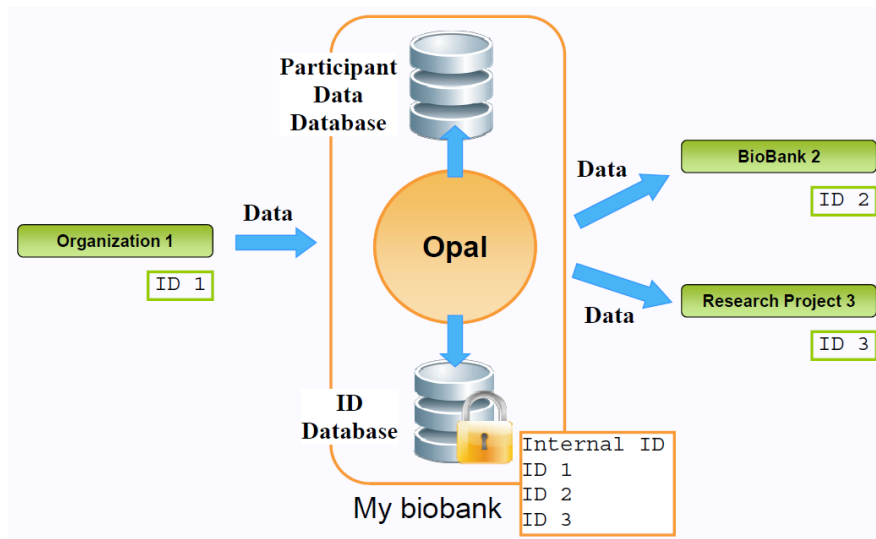 Participant
Data
Database
Data
Organization 1
ID 1
Opal
Data
BioBank 2
ID 2
Data
Research Project 3
ID 3
ID
Database
Internal ID
ID 1
ID 2
ID 3
My biobank